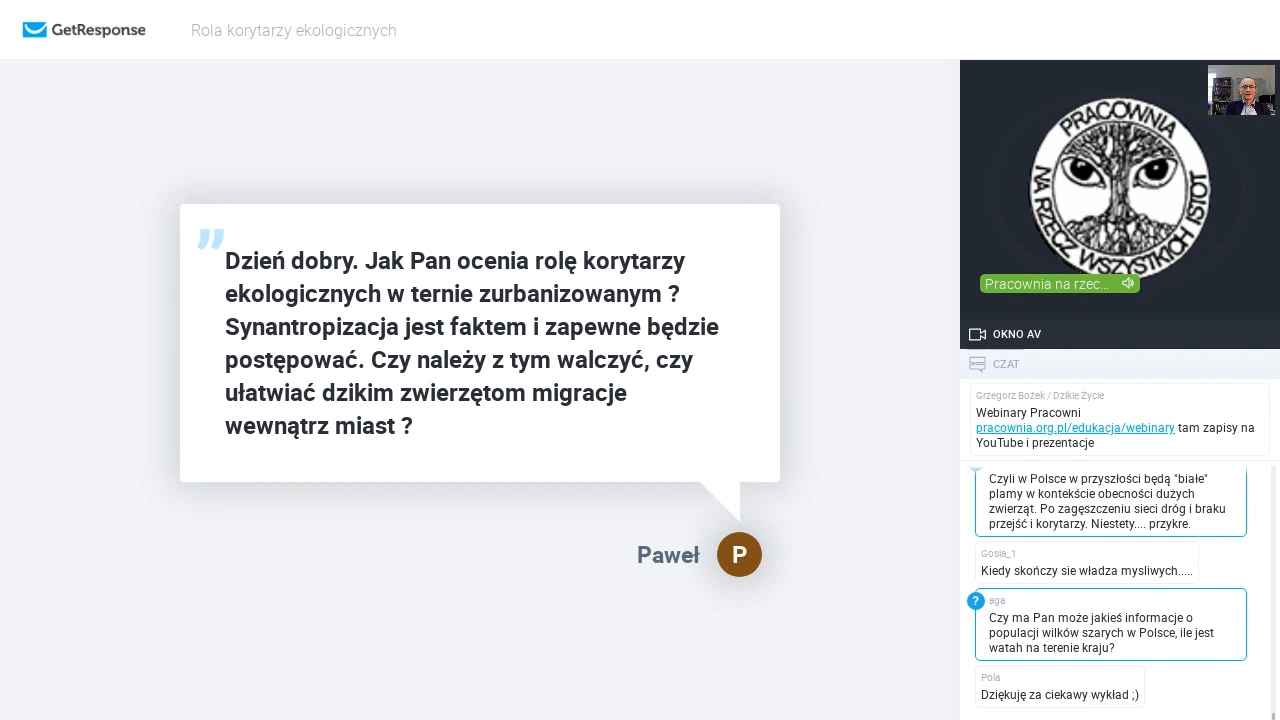 GetResponse
Rola korytarzy ekologicznych
Dzień dobry. Jak Pan ocenia rolę korytarzy
ekologicznych w ternie zurbanizowanym ?
Synantropizacja jest faktem i zapewne będzie
postępować. Czy należy z tym walczyć, czy
ułatwiać dzikim zwierzętom migracje
wewnątrz miast ?
Paweł
P
PRACOWNIA
NA RZECZ WSZYSTKICH ISTOT
Pracownia na rzec...
OKNO AV
CZAT
Grzegorz Bożek / Dzikie Życie
Webinary Pracowni
pracownia.org.pl/edukacja/webinary tam zapisy na
YouTube i prezentacje
Czyli w Polsce w przyszłości będą "białe"
plamy w kontekście obecności dużych
zwierząt. Po zagęszczeniu sieci dróg i braku
przejść i korytarzy. Niestety.... przykre.
Gosia_1
Kiedy skończy sie władza mysliwych.....
?
aga
Czy ma Pan może jakieś informacje o
populacji wilków szarych w Polsce, ile jest
watah na terenie kraju?
Pola
Dziękuję za ciekawy wykład ;)